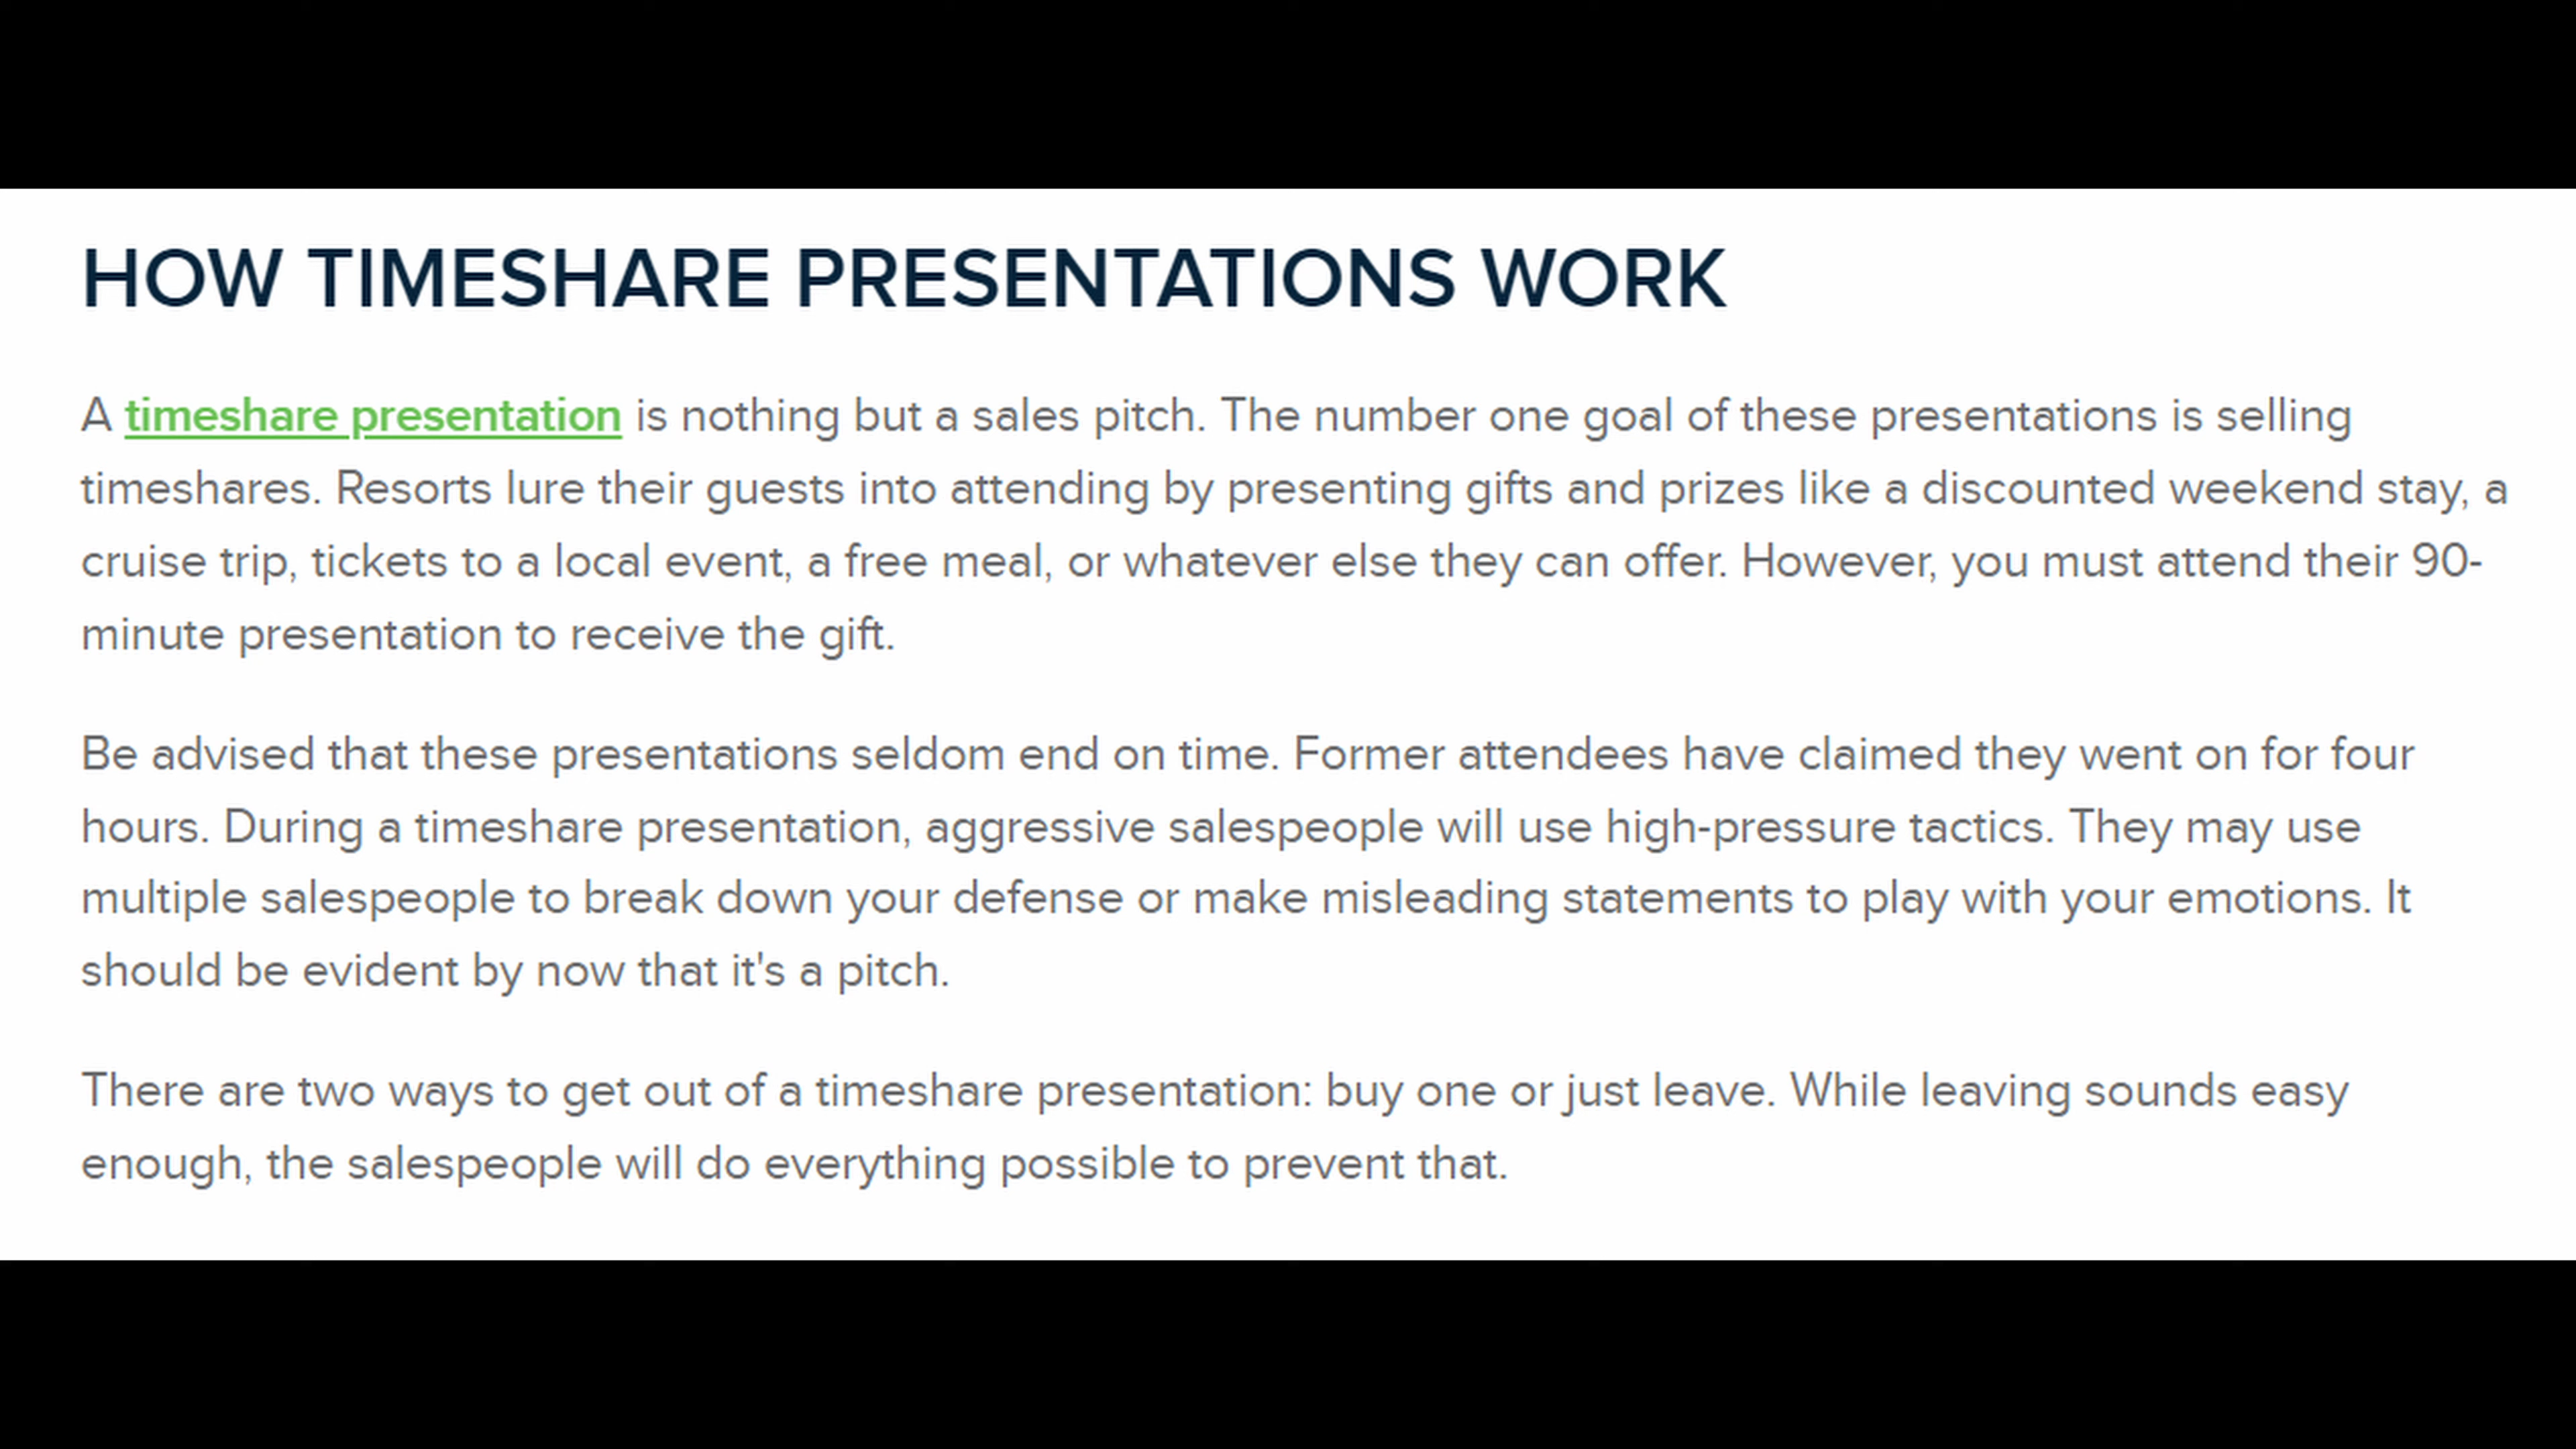 HOW TIMESHARE PRESENTATIONS WORK
A timeshare presentation is nothing but a sales pitch. The number one goal of these presentations is selling
timeshares. Resorts lure their guests into attending by presenting gifts and prizes like a discounted weekend stay, a
cruise trip, tickets to a local event, a free meal, or whatever else they can offer. However, you must attend their 90-
minute presentation to receive the gift.
Be advised that these presentations seldom end on time. Former attendees have claimed they went on for four
hours. During a timeshare presentation, aggressive salespeople will use high-pressure tactics. They may use
multiple salespeople to break down your defense or make misleading statements to play with your emotions. It
should be evident by now that it's a pitch.
There are two ways to get out of a timeshare presentation: buy one or just leave. While leaving sounds easy
enough, the salespeople will do everything possible to prevent that.